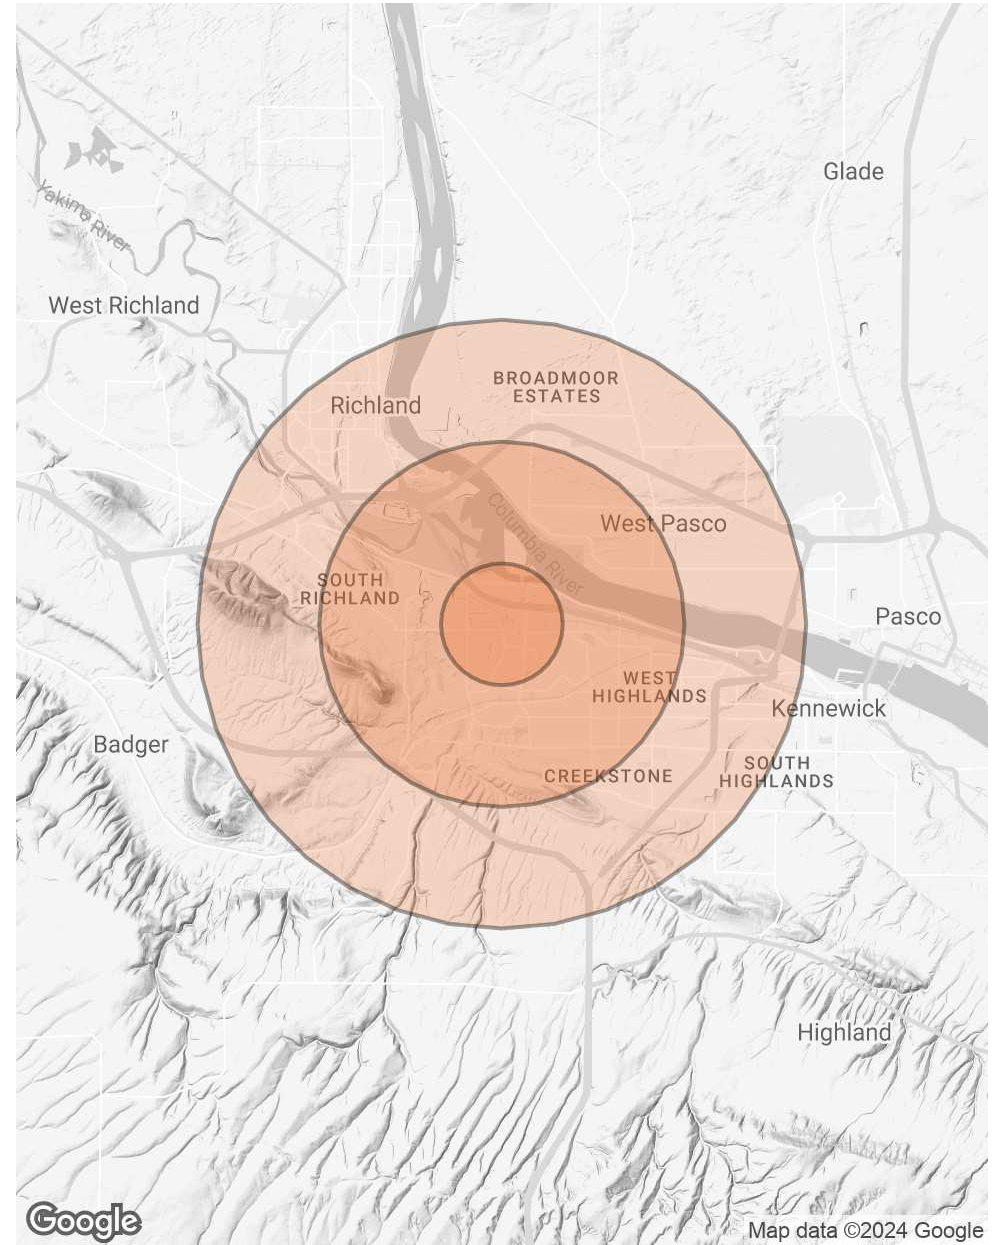 Glade
Yakima River
West Richland
BROADMOOR
ESTATES
Richland
Columbia River
West Pasco
SOUTH
RICHLAND
Pasco
WEST
HIGHLANDS
Kennewick
Badger
SOUTH
HIGHLANDS
CREEKSTONE
Highland
Google
Map data ©2024 Google